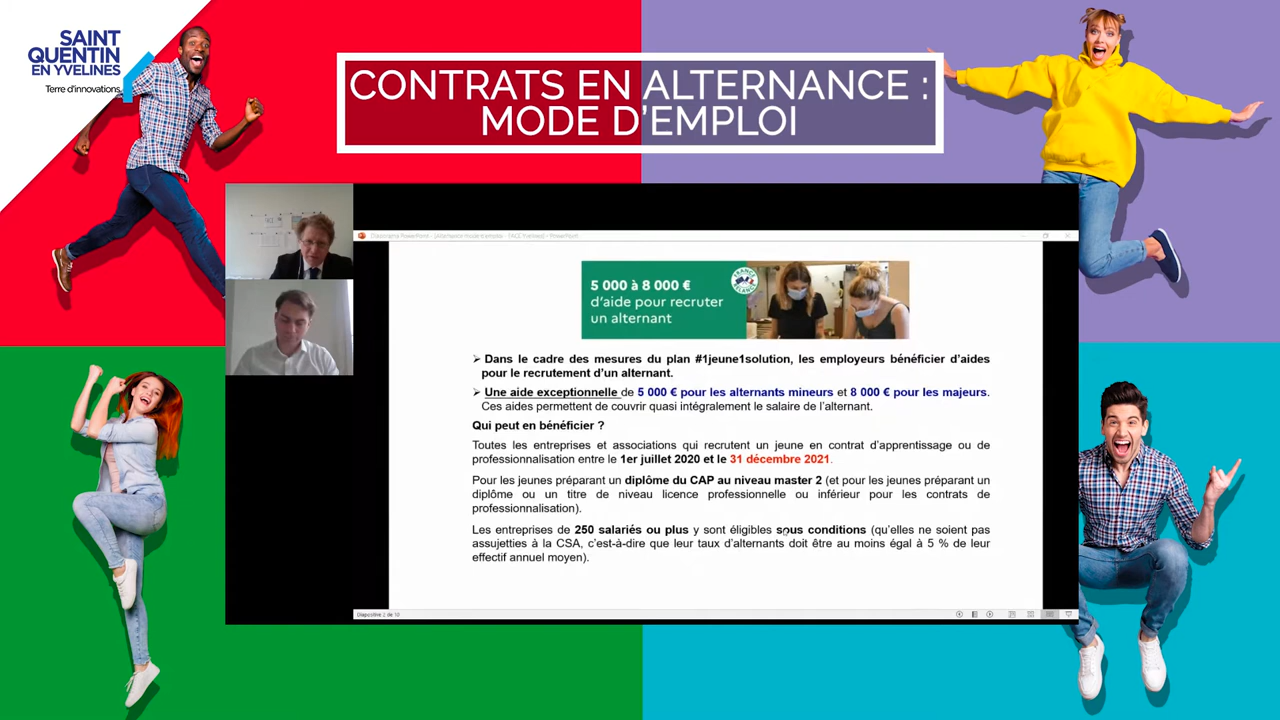 SAINT
QUENTIN
EN YVELINES
Terre d'innovations
CONTRATS EN ALTERNANCE :
MODE D'EMPLOI
5 000 à 8 000 €
d'aide pour recruter
un alternant
➢ Dans le cadre des mesures du plan #1jeune1solution, les employeurs bénéficier d'aides
pour le recrutement d'un alternant.
➢ Une aide exceptionnelle de 5 000 € pour les alternants mineurs et 8 000 € pour les majeurs.
Ces aides permettent de couvrir quasi intégralement le salaire de l'alternant.
Qui peut en bénéficier ?
Toutes les entreprises et associations qui recrutent un jeune en contrat d'apprentissage ou de
professionnalisation entre le 1er juillet 2020 et le 31 décembre 2021.
Pour les jeunes préparant un diplôme du CAP au niveau master 2 (et pour les jeunes préparant un
diplôme ou un titre de niveau licence professionnelle ou inférieur pour les contrats de
professionnalisation).
Les entreprises de 250 salariés ou plus y sont éligibles sous conditions (qu'elles ne soient pas
assujetties à la CSA, c'est-à-dire que leur taux d'alternants doit être au moins égal à 5 % de leur
effectif annuel moyen).
Diapositive 2 de 10